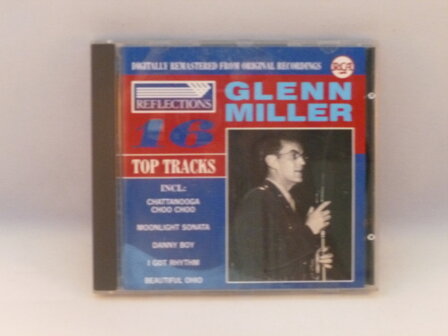 DIGITALLY REMASTERED FROM ORIGINAL RECORDINGS
RCA
REFLECTIONS
GLENN
MILLER
16
TOP TRACKS
INCL:
CHATTANOOGA
CHOO CHOO
MOONLIGHT SONATA
DANNY BOY
I GOT RHYTHM
BEAUTIFUL OHIO